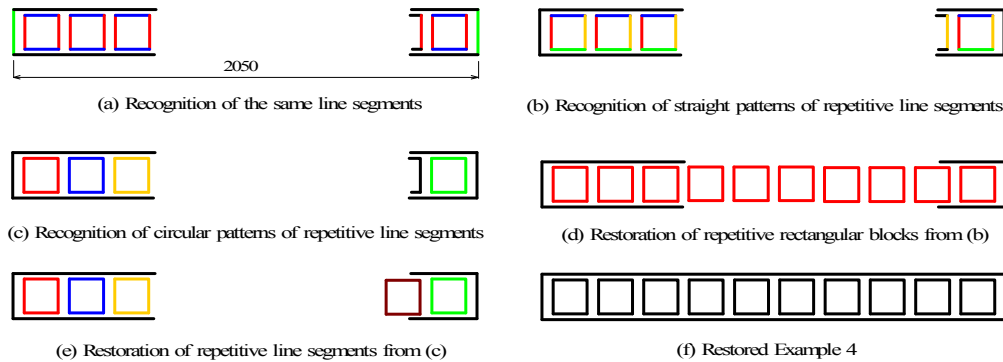 2050
(a) Recognition of the same line segments
(b) Recognition of straight patterns of repetitive line segments
(c) Recognition of circular patterns of repetitive line segments
(d) Restoration of repetitive rectangular blocks from (b)
(e) Restoration of repetitive line segments from (c)
(f) Restored Example 4